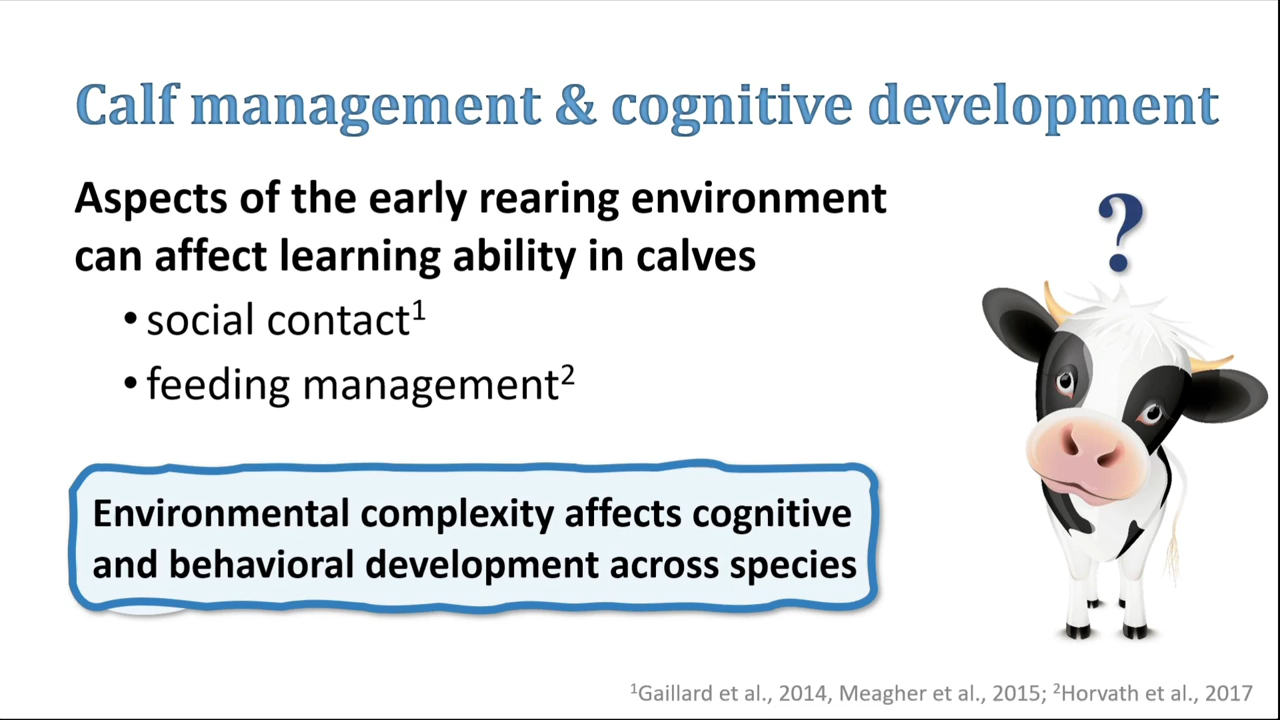 Calf management & cognitive development
?
Aspects of the early rearing environment
can affect learning ability in calves
• social contact¹
• feeding management²
Environmental complexity affects cognitive
and behavioral development across species
¹Gaillard et al., 2014, Meagher et al., 2015; ²Horvath et al., 2017